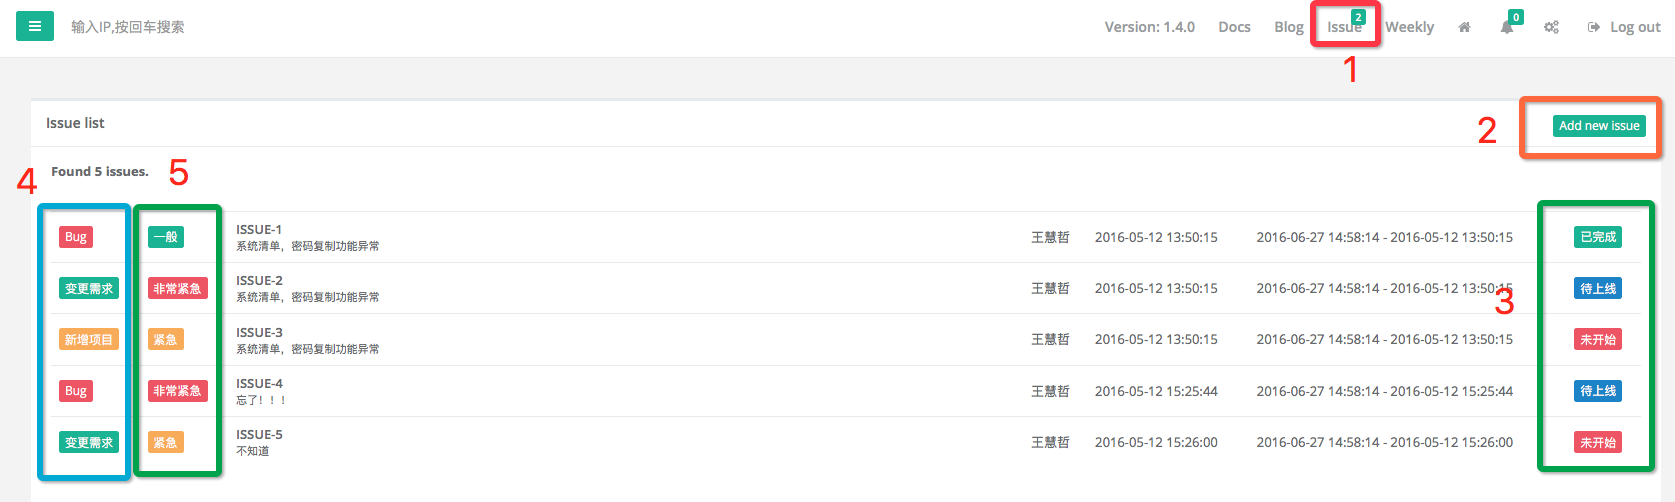 输入IP,按回车搜索 Version: 1.4.0 Docs Blog Issue 2 Weekly 0 Log out
1
Issue list 2 Add new issue
Found 5 issues.
4 5
Bug 一般 ISSUE-1 王慧哲 2016-05-12 13:50:15 2016-06-27 14:58:14 - 2016-05-12 13:50:15 已完成
系统清单，密码复制功能异常
变更需求 非常紧急 ISSUE-2 王慧哲 2016-05-12 13:50:15 2016-06-27 14:58:14 - 2016-05-12 13:50:15 待上线
系统清单，密码复制功能异常
3
新增项目 紧急 ISSUE-3 王慧哲 2016-05-12 13:50:15 2016-06-27 14:58:14 - 2016-05-12 13:50:15 未开始
系统清单，密码复制功能异常
Bug 非常紧急 ISSUE-4 王慧哲 2016-05-12 15:25:44 2016-06-27 14:58:14 - 2016-05-12 15:25:44 待上线
忘了！！！
变更需求 紧急 ISSUE-5 王慧哲 2016-05-12 15:26:00 2016-06-27 14:58:14 - 2016-05-12 15:26:00 未开始
不知道